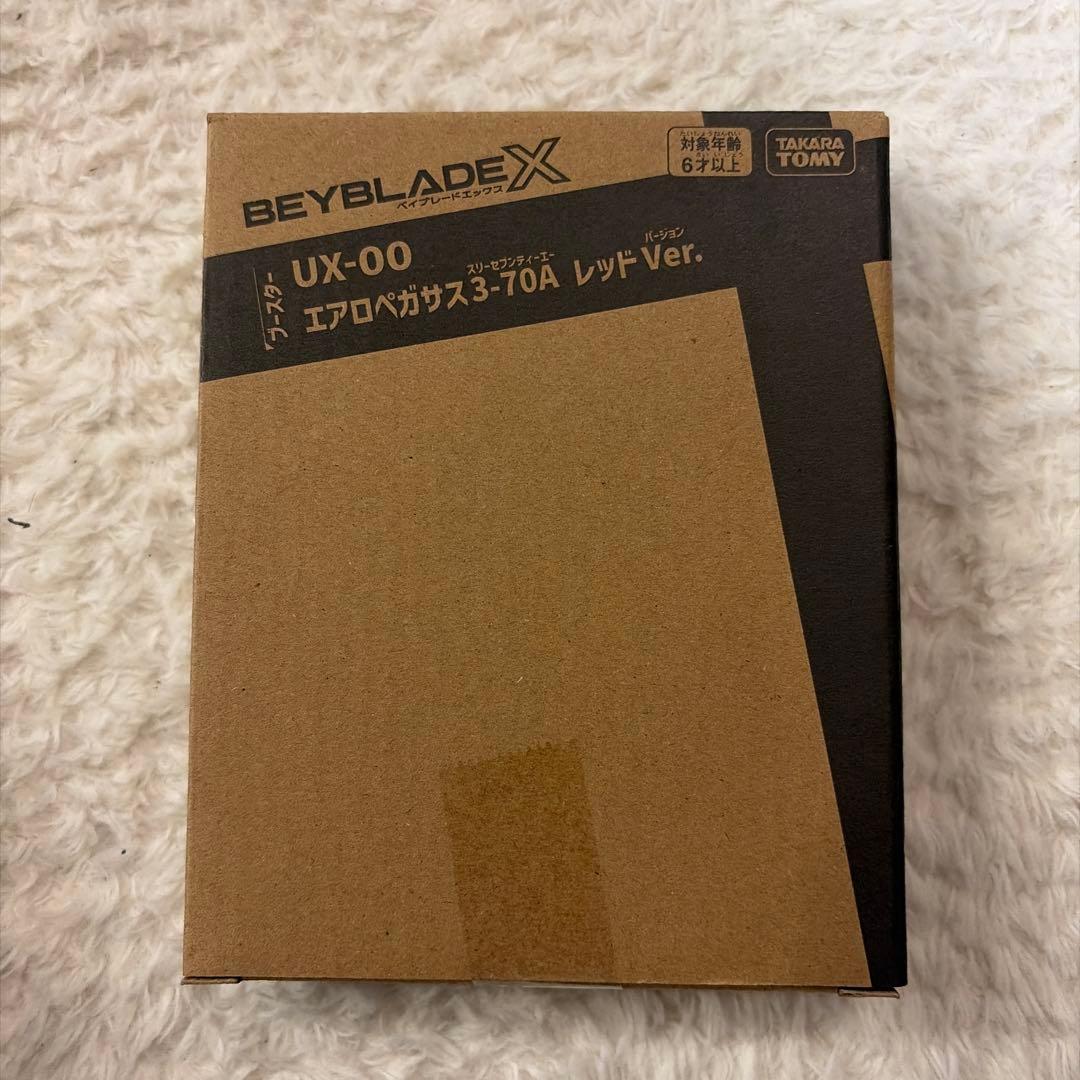 BEYBLADE X
ベイブレードエックス
たいしょうねんれい
対象年齢
6才以上
TAKARA
TOMY
ブースター
UX-00
スリーセブンティーエー
バージョン
エアロペガサス3-70A レッドVer.